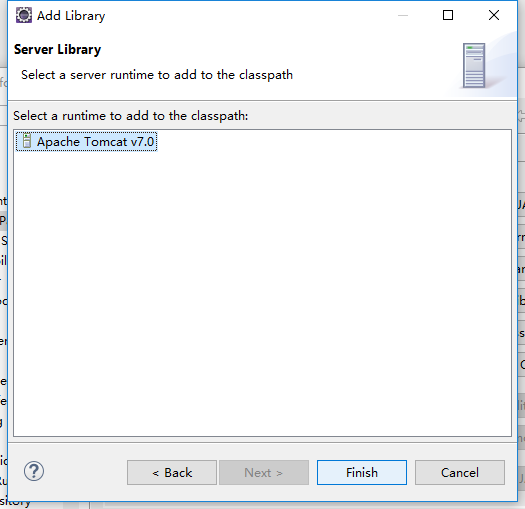 Add Library
Server Library
Select a server runtime to add to the classpath
Select a runtime to add to the classpath:
Apache Tomcat v7.0
< Back
Next >
Finish
Cancel
sitory